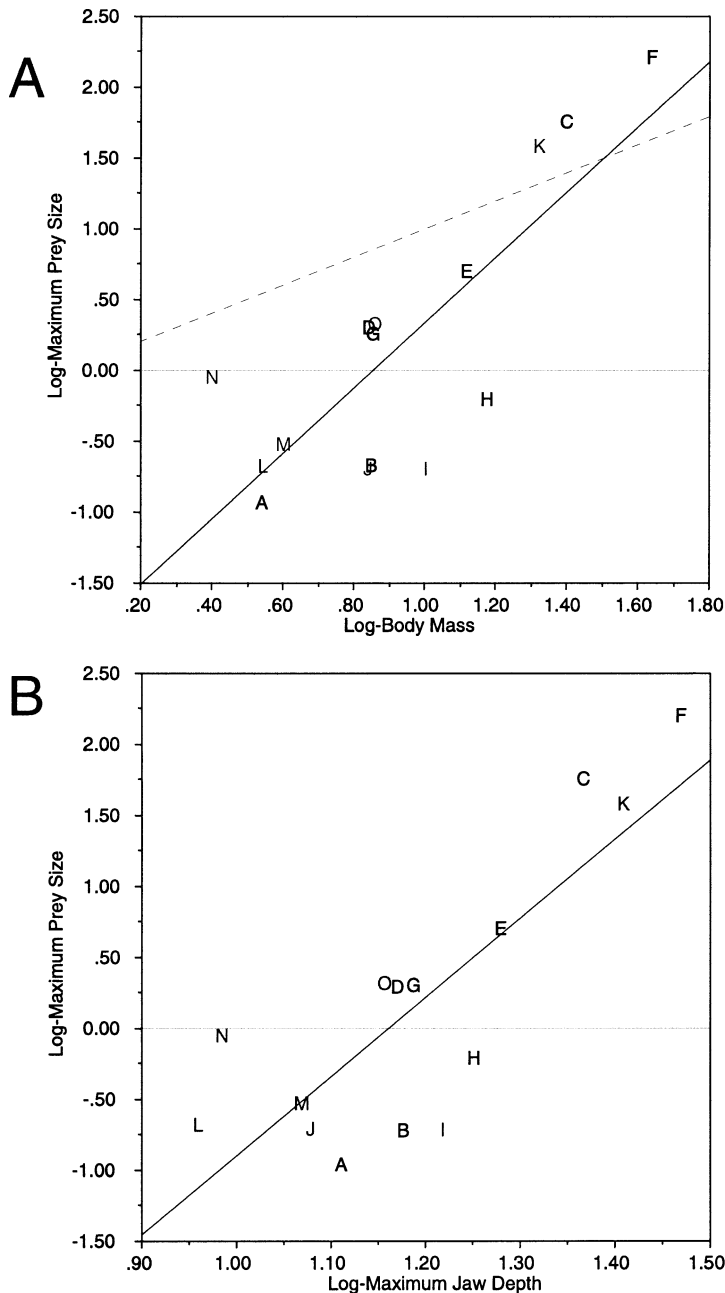 A
Log-Maximum Prey Size
2.50
2.00
1.50
1.00
.50
0.00
-.50
-1.00
-1.50
F
C
K
E
D O
G
N
H
M
L
J B
I
A
.20 .40 .60 .80 1.00 1.20 1.40 1.60 1.80
Log-Body Mass
B
Log-Maximum Prey Size
2.50
2.00
1.50
1.00
.50
0.00
-.50
-1.00
-1.50
F
C
K
E
O D G
N
H
M
L
J
B
I
A
.90 1.00 1.10 1.20 1.30 1.40 1.50
Log-Maximum Jaw Depth